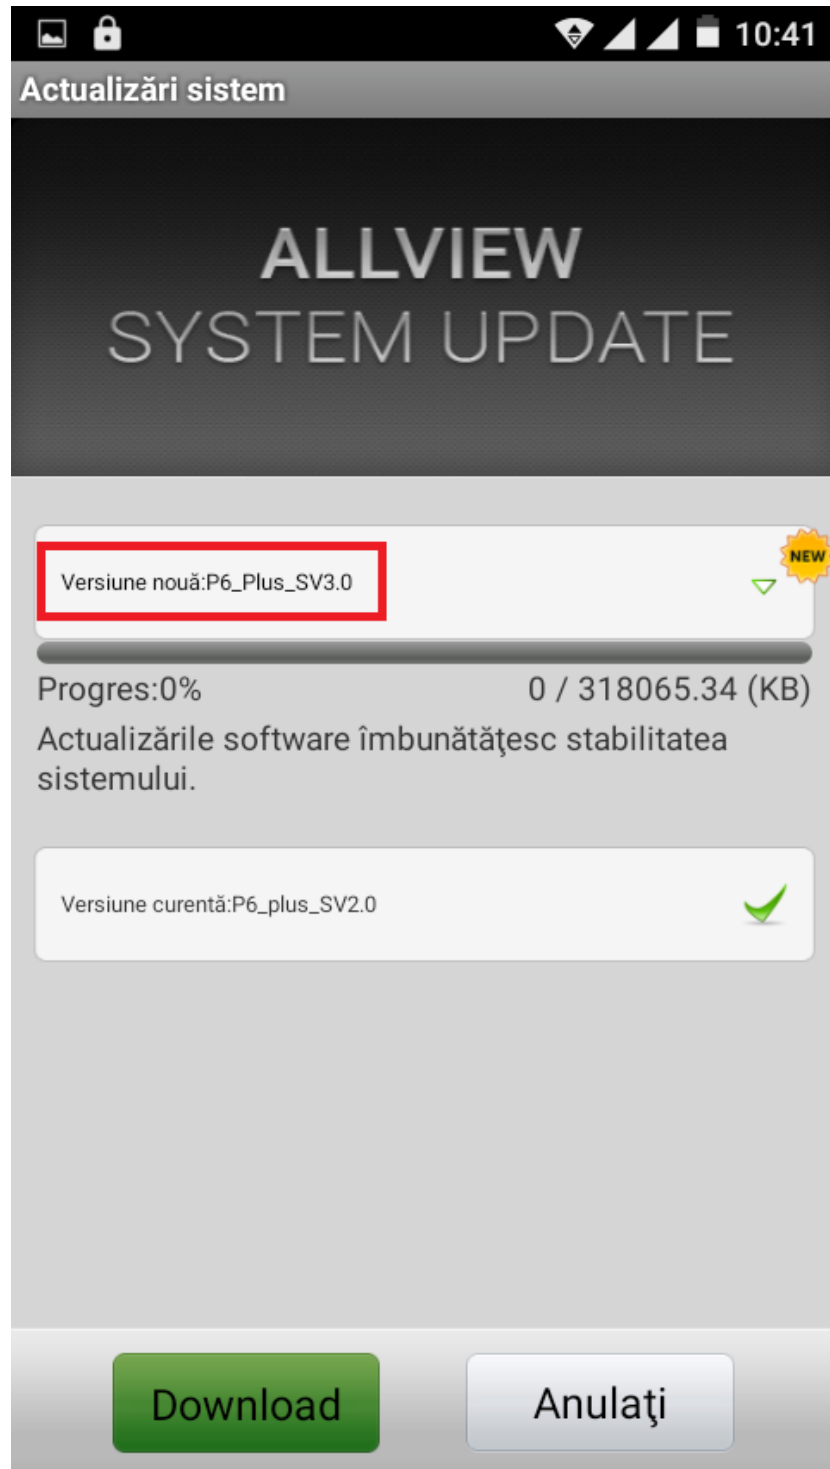 10:41
Actualizări sistem
ALLVIEW
SYSTEM UPDATE
NEW
Versiune nouă:P6_Plus_SV3.0
Progres:0% 0 / 318065.34 (KB)
Actualizările software îmbunătăţesc stabilitatea
sistemului.
Versiune curentă:P6_plus_SV2.0
Download Anulaţi